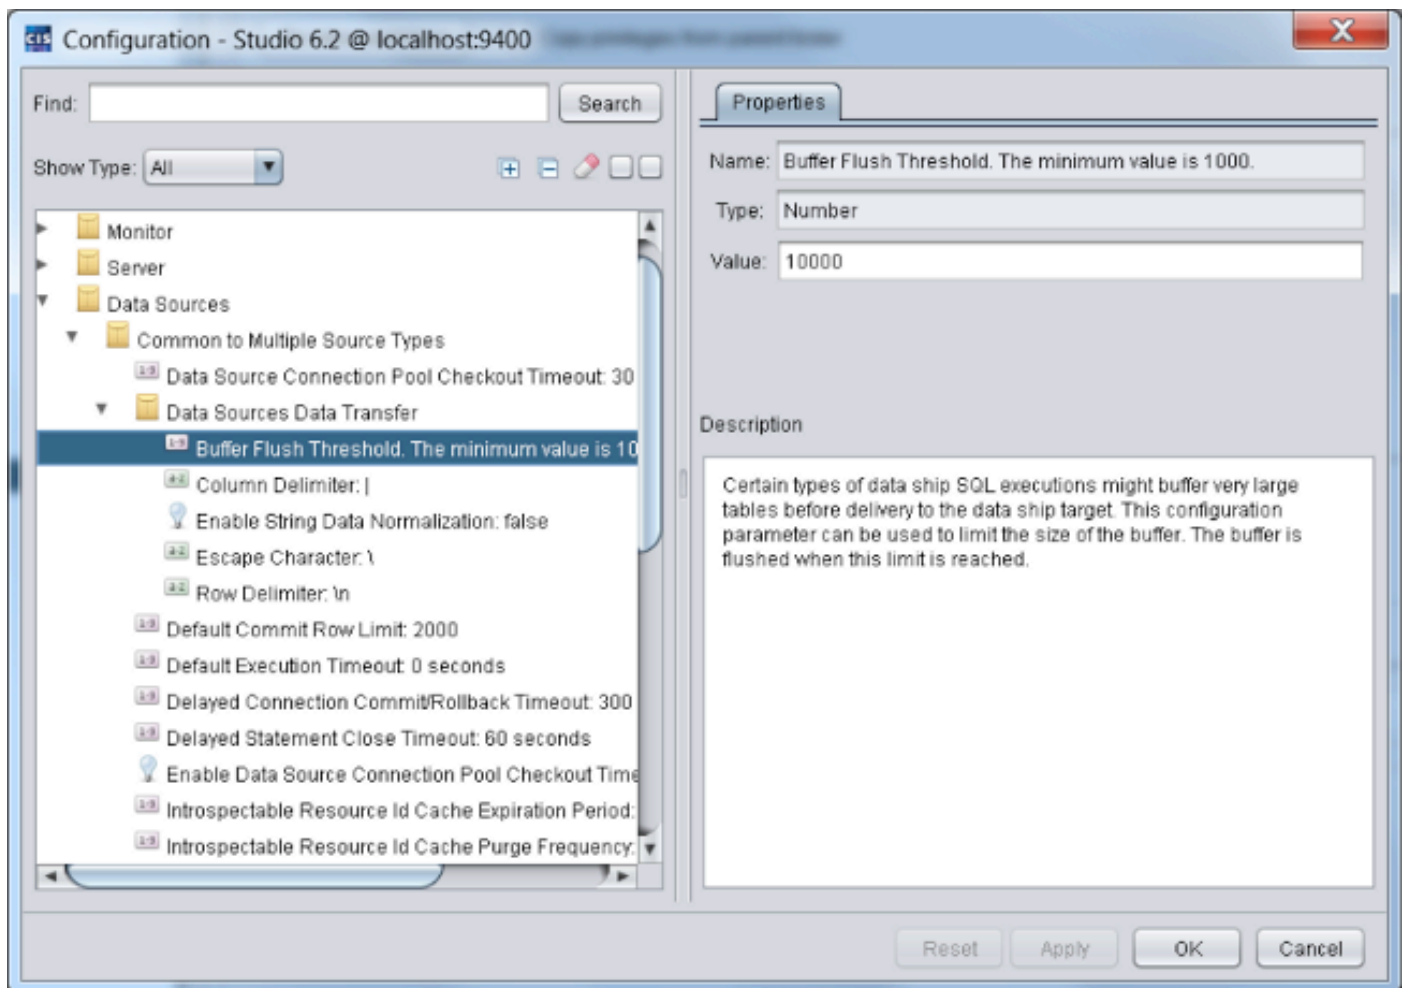 CIS Configuration - Studio 6.2 @ localhost:9400
Find:
Search
Show Type: All
Monitor
Server
Data Sources
Common to Multiple Source Types
Data Source Connection Pool Checkout Timeout: 30
Data Sources Data Transfer
Buffer Flush Threshold. The minimum value is 10
Column Delimiter: |
Enable String Data Normalization: false
Escape Character: \
Row Delimiter: \n
Default Commit Row Limit: 2000
Default Execution Timeout: 0 seconds
Delayed Connection Commit/Rollback Timeout: 300
Delayed Statement Close Timeout: 60 seconds
Enable Data Source Connection Pool Checkout Time
Introspectable Resource Id Cache Expiration Period:
Introspectable Resource Id Cache Purge Frequency:
Properties
Name: Buffer Flush Threshold. The minimum value is 1000.
Type: Number
Value: 10000
Description
Certain types of data ship SQL executions might buffer very large
tables before delivery to the data ship target. This configuration
parameter can be used to limit the size of the buffer. The buffer is
flushed when this limit is reached.
Reset
Apply
OK
Cancel